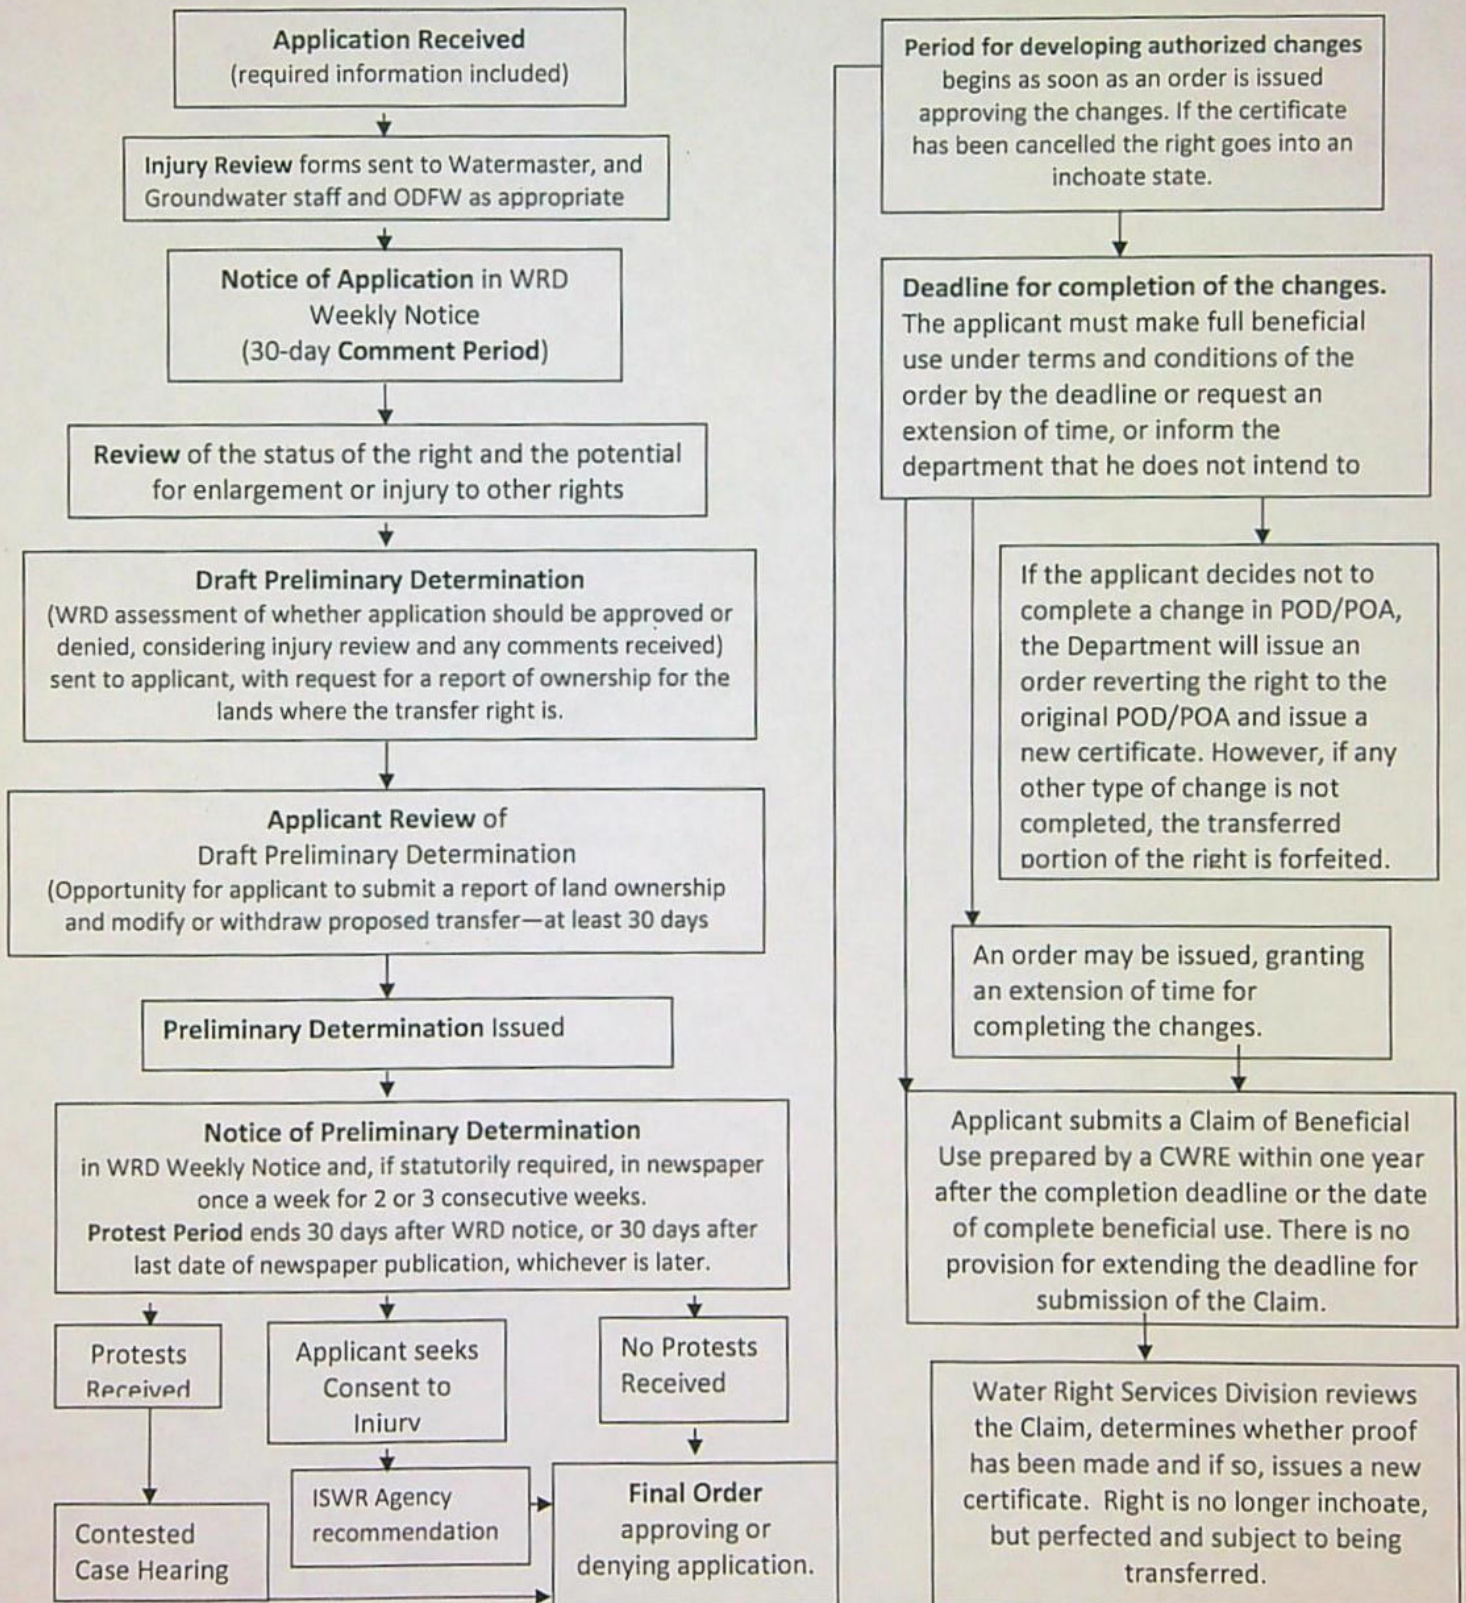 Application Received
(required information included)
Injury Review forms sent to Watermaster, and
Groundwater staff and ODFW as appropriate
Notice of Application in WRD
Weekly Notice
(30-day Comment Period)
Review of the status of the right and the potential
for enlargement or injury to other rights
Draft Preliminary Determination
(WRD assessment of whether application should be approved or
denied, considering injury review and any comments received)
sent to applicant, with request for a report of ownership for the
lands where the transfer right is.
Applicant Review of
Draft Preliminary Determination
(Opportunity for applicant to submit a report of land ownership
and modify or withdraw proposed transfer—at least 30 days
Preliminary Determination Issued
Notice of Preliminary Determination
in WRD Weekly Notice and, if statutorily required, in newspaper
once a week for 2 or 3 consecutive weeks.
Protest Period ends 30 days after WRD notice, or 30 days after
last date of newspaper publication, whichever is later.
Protests
Received
Applicant seeks
Consent to
Injury
No Protests
Received
Contested
Case Hearing
ISWR Agency
recommendation
Final Order
approving or
denying application.
Period for developing authorized changes
begins as soon as an order is issued
approving the changes. If the certificate
has been cancelled the right goes into an
inchoate state.
Deadline for completion of the changes.
The applicant must make full beneficial
use under terms and conditions of the
order by the deadline or request an
extension of time, or inform the
department that he does not intend to
If the applicant decides not to
complete a change in POD/POA,
the Department will issue an
order reverting the right to the
original POD/POA and issue a
new certificate. However, if any
other type of change is not
completed, the transferred
portion of the right is forfeited.
An order may be issued, granting
an extension of time for
completing the changes.
Applicant submits a Claim of Beneficial
Use prepared by a CWRE within one year
after the completion deadline or the date
of complete beneficial use. There is no
provision for extending the deadline for
submission of the Claim.
Water Right Services Division reviews
the Claim, determines whether proof
has been made and if so, issues a new
certificate. Right is no longer inchoate,
but perfected and subject to being
transferred.